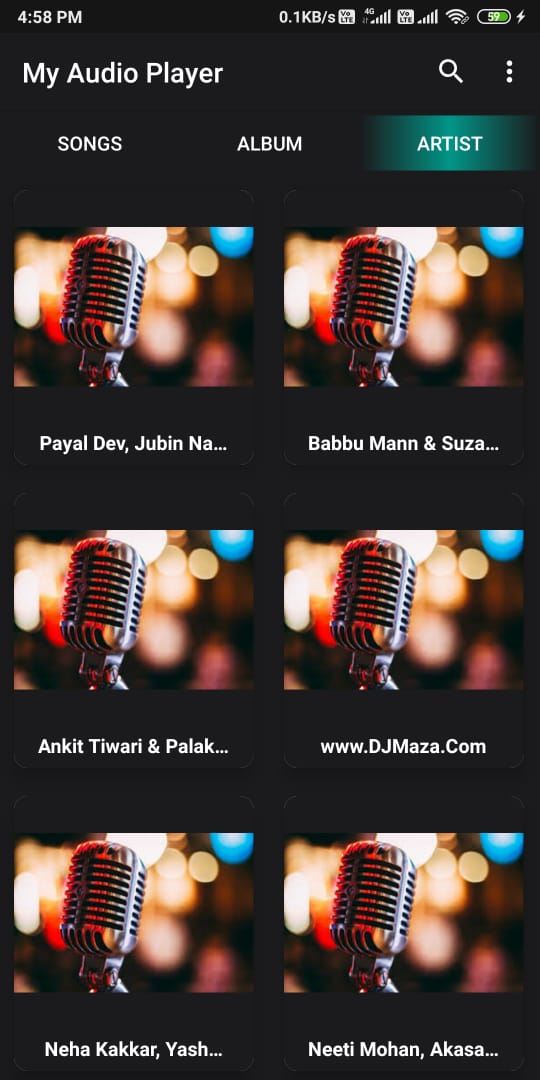 4:58 PM 0.1KB/s Vo LTE 4G Vo LTE 59
My Audio Player
SONGS ALBUM ARTIST
Payal Dev, Jubin Na... Babbu Mann & Suza...
Ankit Tiwari & Palak... www.DJMaza.Com
Neha Kakkar, Yash... Neeti Mohan, Akasa...